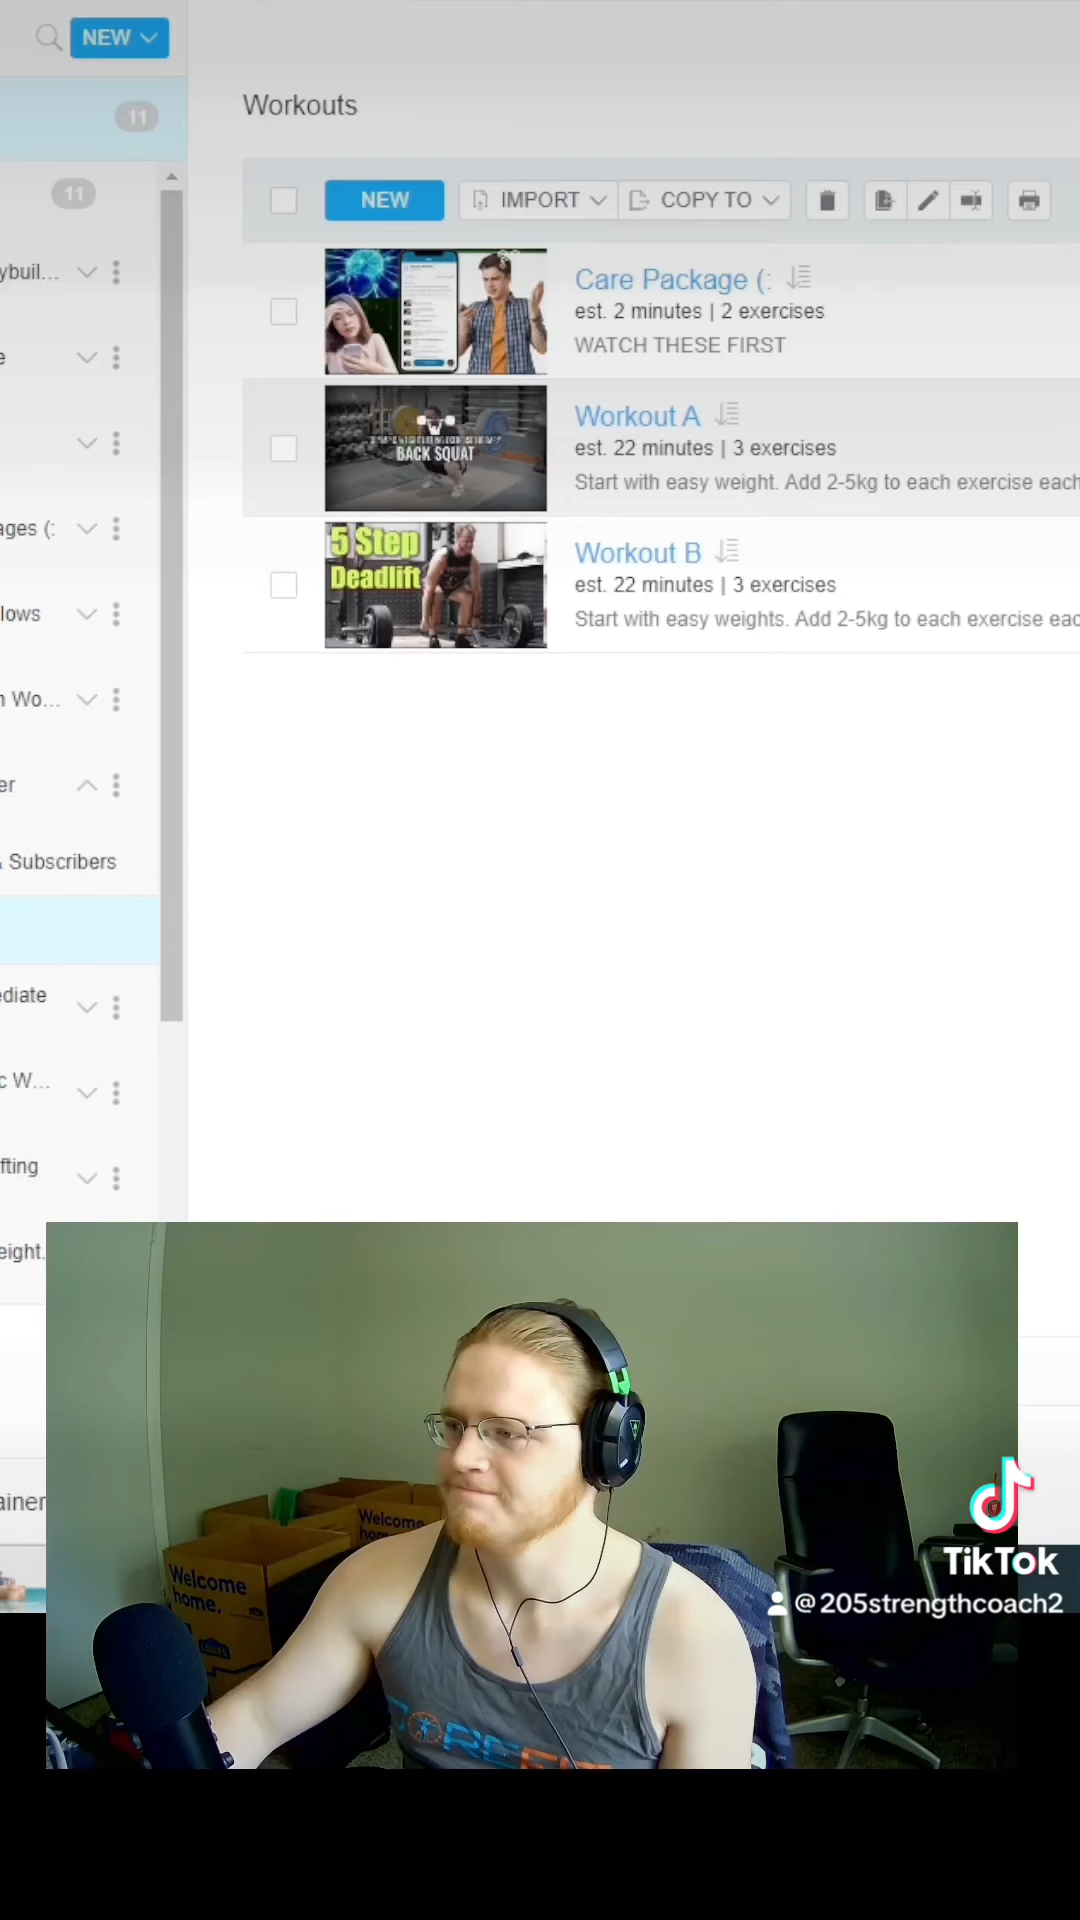 NEW
11
Workouts
11
NEW
IMPORT
COPY TO
ybuil...
Care Package (:
est. 2 minutes | 2 exercises
WATCH THESE FIRST
e
Workout A
est. 22 minutes | 3 exercises
Start with easy weight. Add 2-5kg to each exercise each
BACK SQUAT
ages (:
5 Step
Deadlift
Workout B
est. 22 minutes | 3 exercises
Start with easy weights. Add 2-5kg to each exercise eac
lows
n Wo...
er
& Subscribers
ediate
c W...
fting
eight.
ainer
Welcome
home.
Welcome
home
LOWE'S
COREFIT
TikTok
@205strengthcoach2